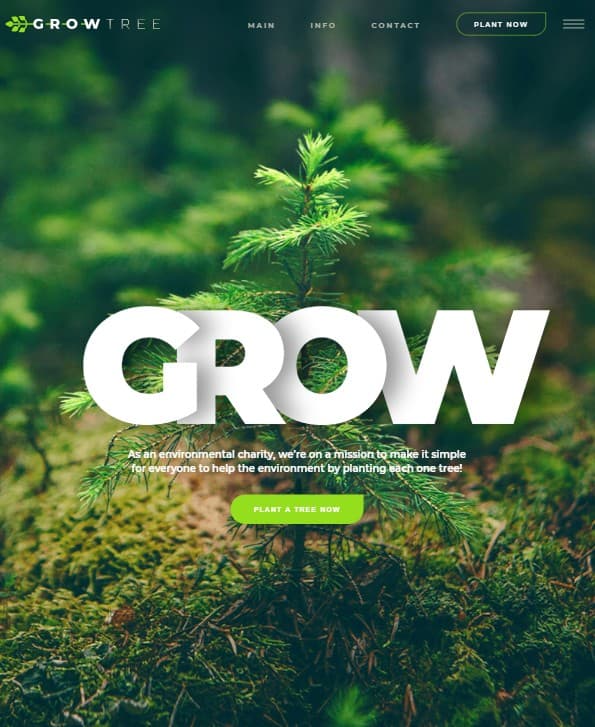 GROWTREE
MAIN INFO CONTACT
PLANT NOW
GROW
As an environmental charity, we're on a mission to make it simple
for everyone to help the environment by planting each one tree!
PLANT A TREE NOW